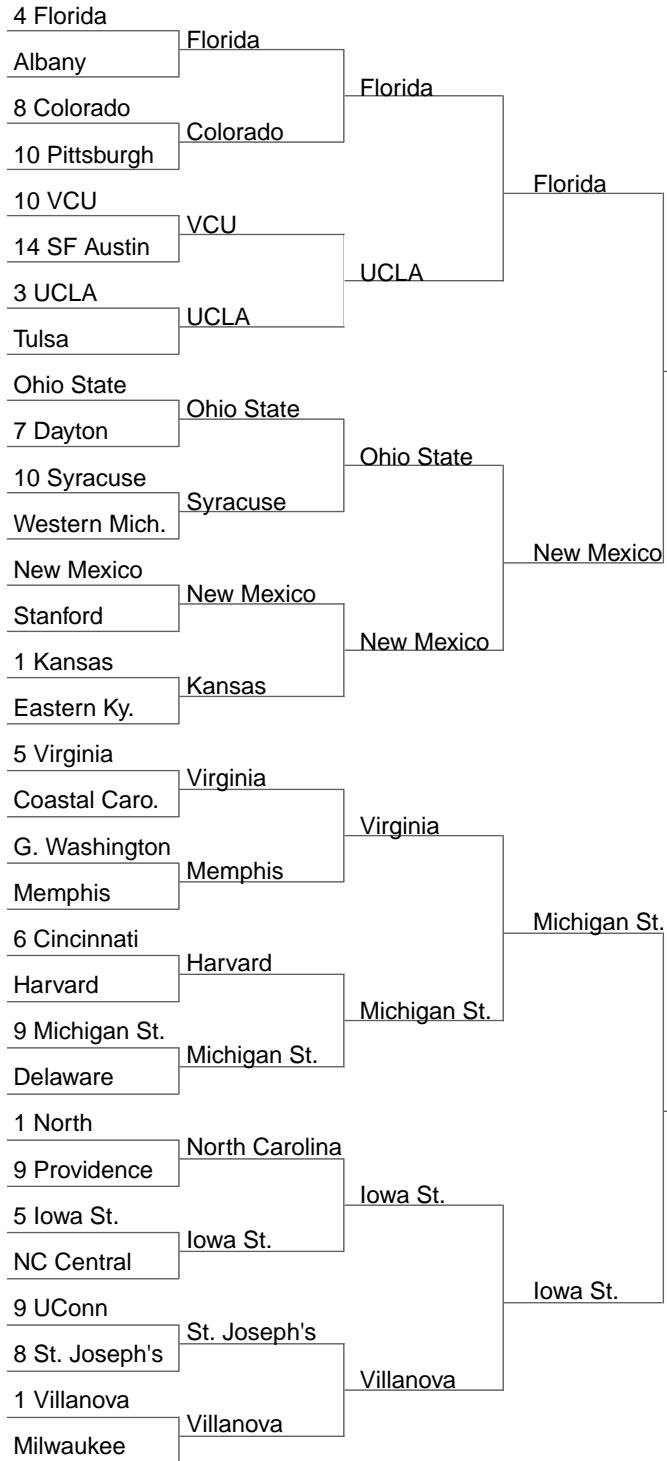 4 Florida
Albany
8 Colorado
10 Pittsburgh
10 VCU
14 SF Austin
3 UCLA
Tulsa
Ohio State
7 Dayton
10 Syracuse
Western Mich.
New Mexico
Stanford
1 Kansas
Eastern Ky.
5 Virginia
Coastal Caro.
G. Washington
Memphis
6 Cincinnati
Harvard
9 Michigan St.
Delaware
1 North
9 Providence
5 Iowa St.
NC Central
9 UConn
8 St. Joseph's
1 Villanova
Milwaukee
Florida
Colorado
VCU
UCLA
Ohio State
Syracuse
New Mexico
Kansas
Virginia
Memphis
Harvard
Michigan St.
North Carolina
Iowa St.
St. Joseph's
Villanova
Florida
UCLA
Ohio State
New Mexico
Virginia
Michigan St.
Iowa St.
Villanova
Florida
New Mexico
Michigan St.
Iowa St.